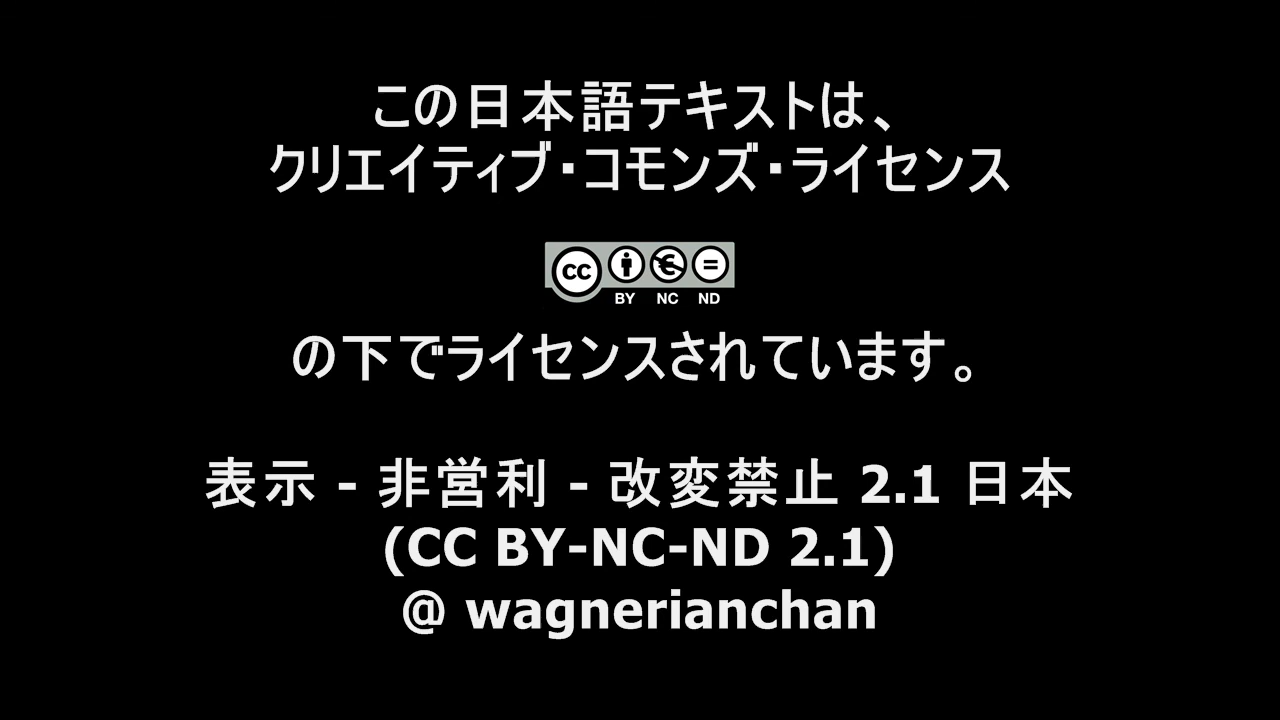 この日本語テキストは、
クリエイティブ・コモンズ・ライセンス
cc BY NC ND
の下でライセンスされています。
表示 - 非営利 - 改変禁止 2.1 日本
(CC BY-NC-ND 2.1)
@ wagnerianchan